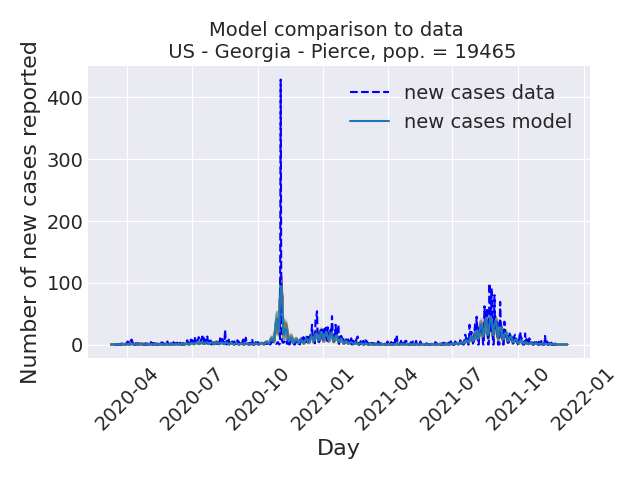 Model comparison to data
US - Georgia - Pierce, pop. = 19465
Number of new cases reported
400
300
200
100
0
new cases data
new cases model
2020-04
2020-07
2020-10
2021-01
2021-04
2021-07
2021-10
2022-01
Day